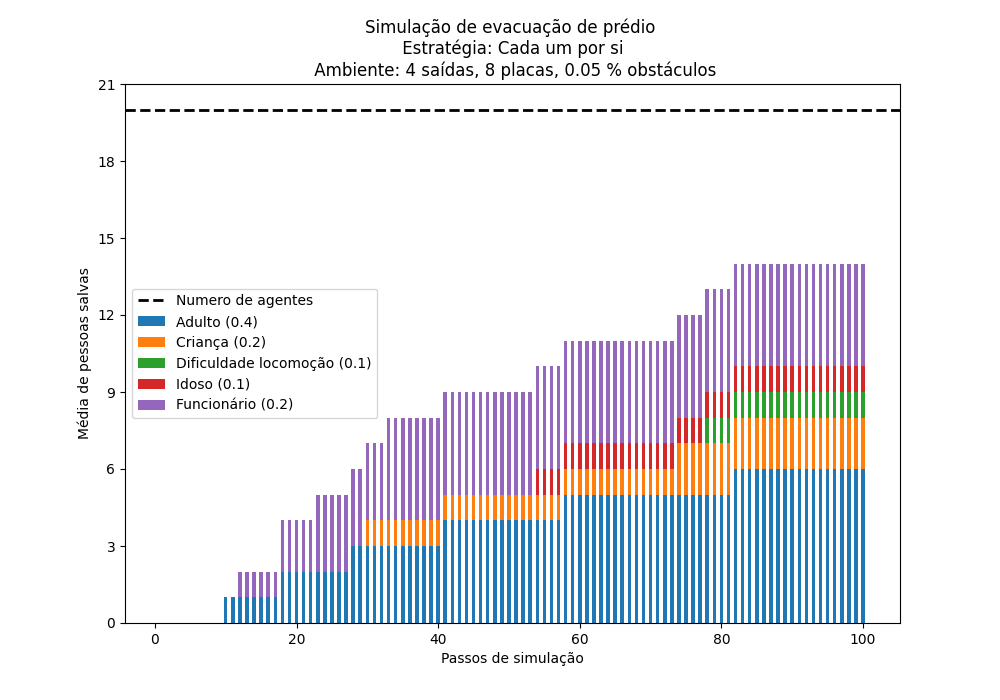 Simulação de evacuação de prédio
Estratégia: Cada um por si
Ambiente: 4 saídas, 8 placas, 0.05 % obstáculos
21
18
15
12
9
6
3
0
Média de pessoas salvas
Numero de agentes
Adulto (0.4)
Criança (0.2)
Dificuldade locomoção (0.1)
Idoso (0.1)
Funcionário (0.2)
0 20 40 60 80 100
Passos de simulação